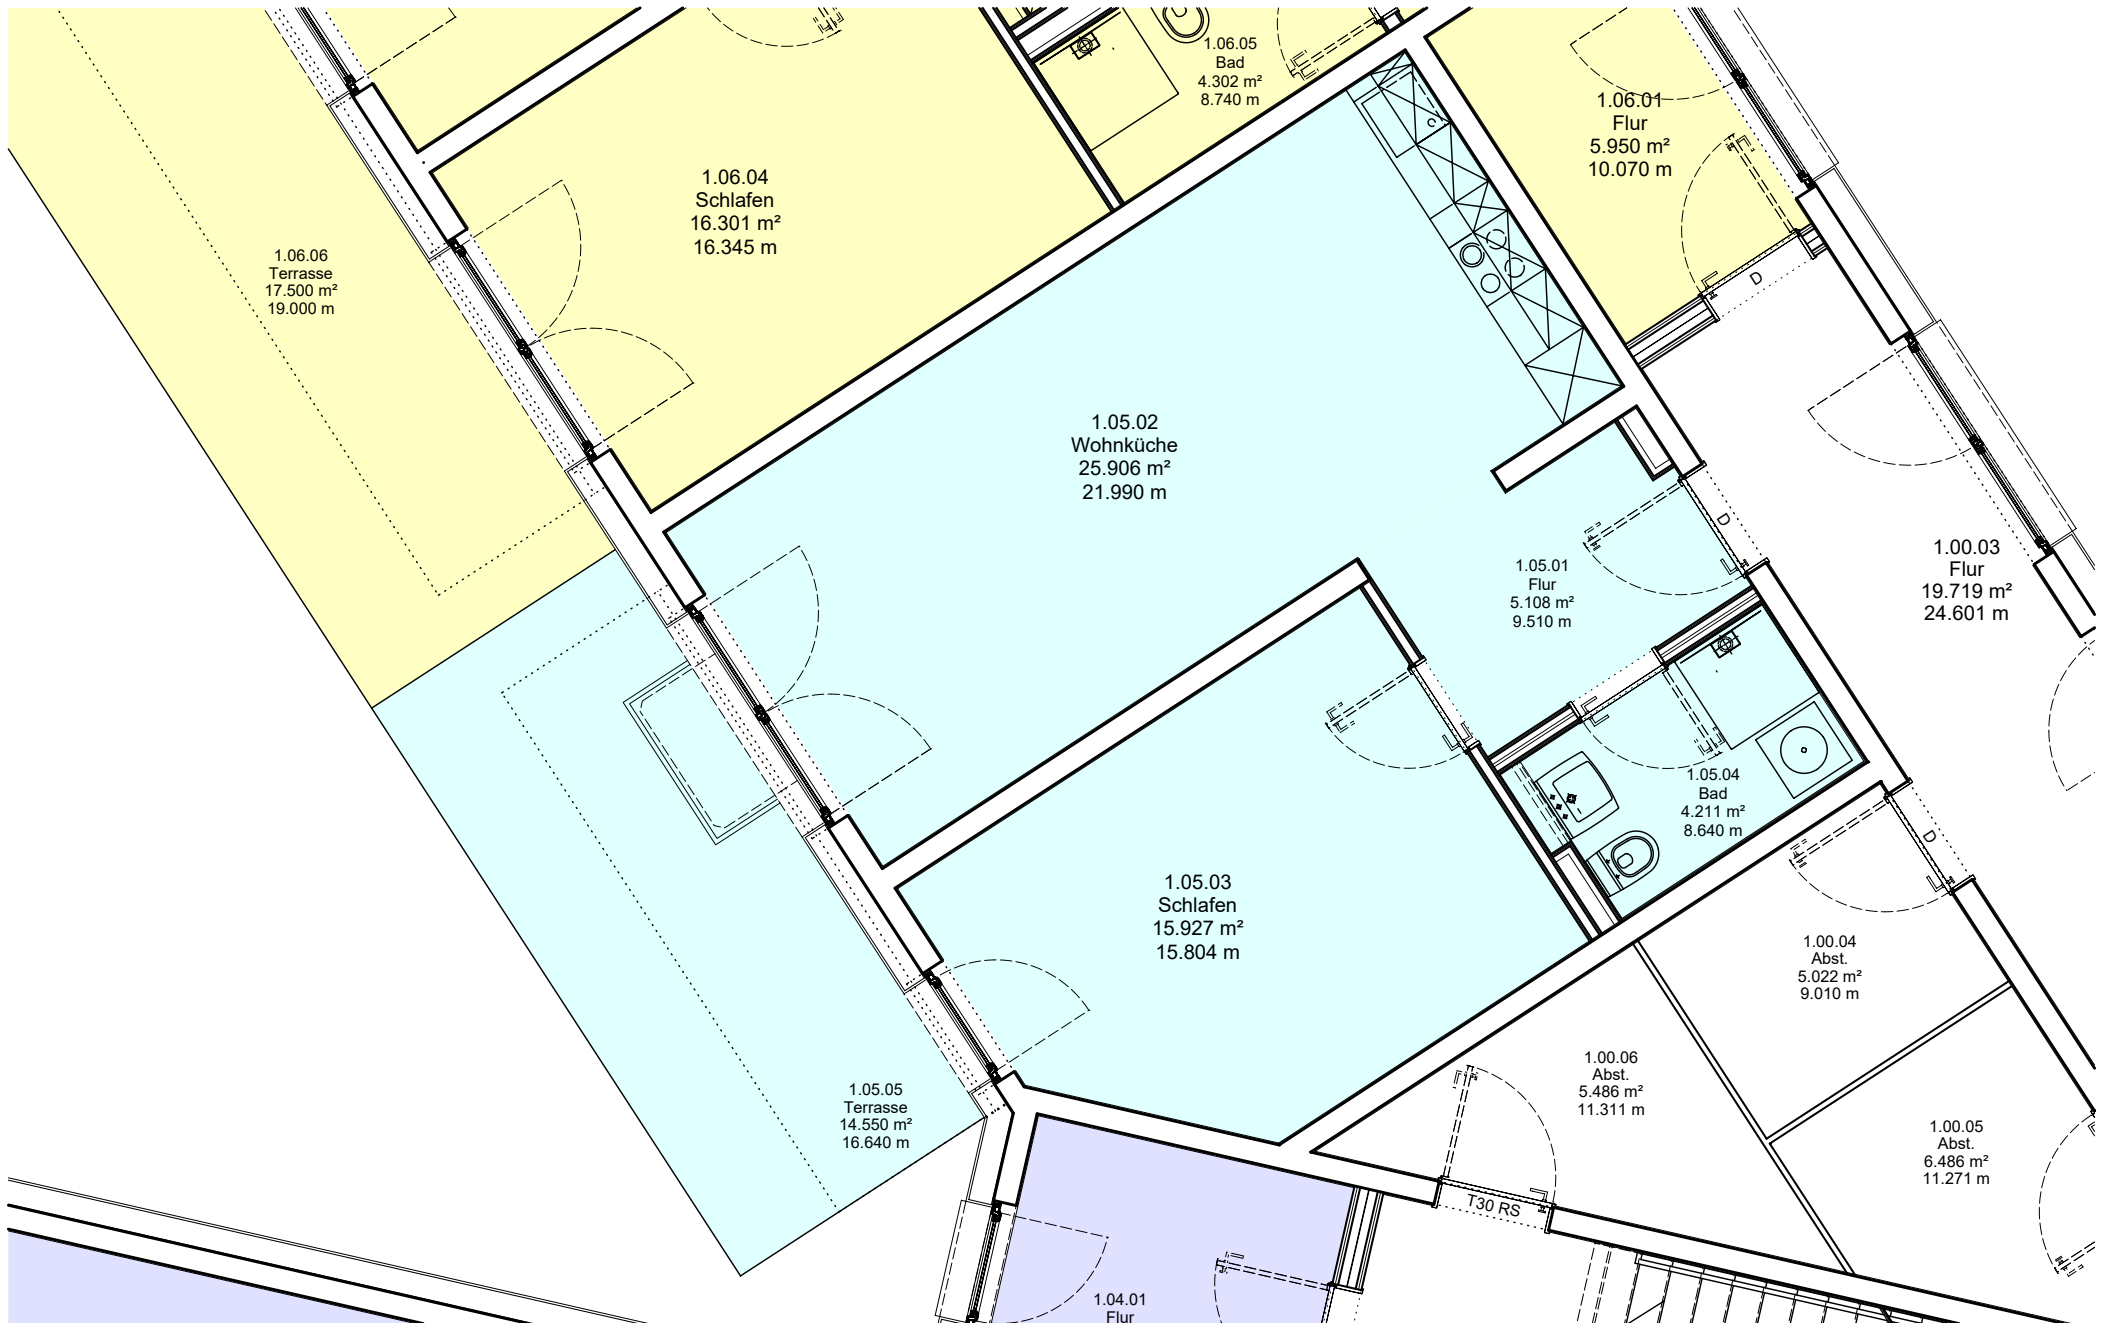 1.06.05
Bad
4.302 m²
8.740 m
1.06.01
Flur
5.950 m²
10.070 m
1.06.04
Schlafen
16.301 m²
16.345 m
1.06.06
Terrasse
17.500 m²
19.000 m
D
C
1.05.02
Wohnküche
25.906 m²
21.990 m
D
1.05.01
Flur
5.108 m²
9.510 m
1.00.03
Flur
19.719 m²
24.601 m
1.05.04
Bad
4.211 m²
8.640 m
D
1.05.03
Schlafen
15.927 m²
15.804 m
1.00.04
Abst.
5.022 m²
9.010 m
1.05.05
Terrasse
14.550 m²
16.640 m
1.00.06
Abst.
5.486 m²
11.311 m
1.00.05
Abst.
6.486 m²
11.271 m
T30 RS
1.04.01
Flur